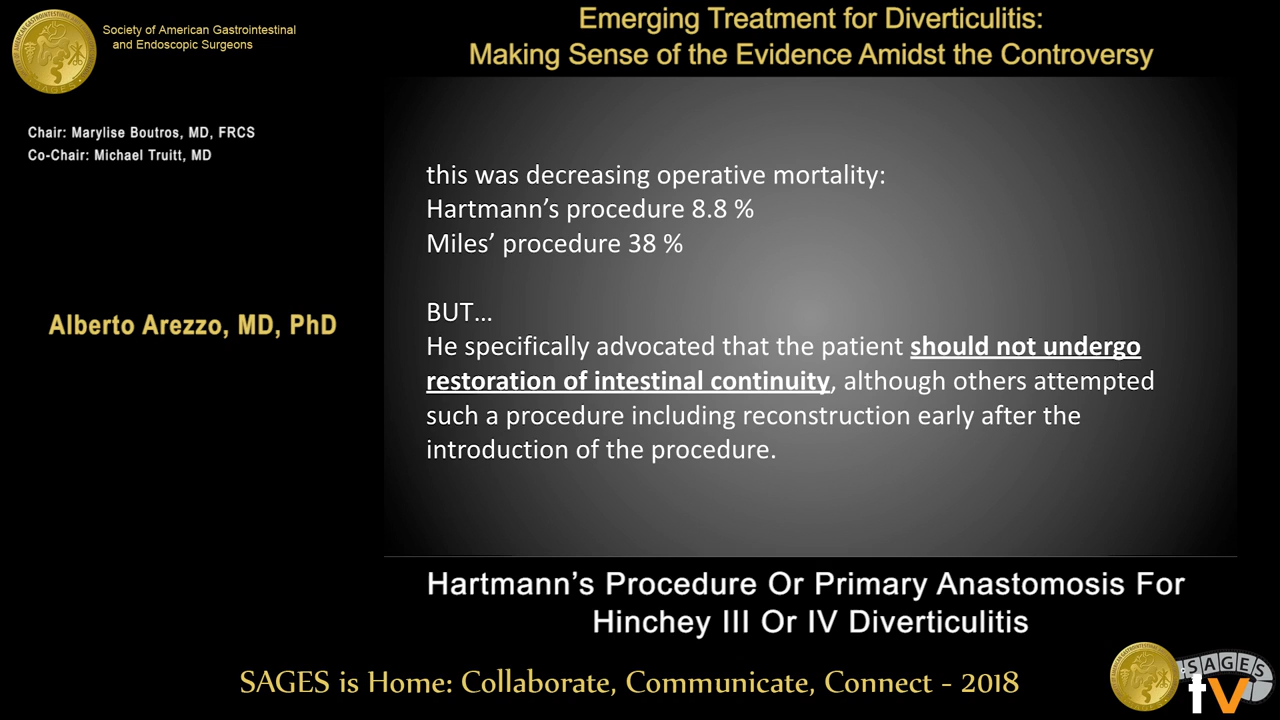 Society of American Gastrointestinal
and Endoscopic Surgeons
Emerging Treatment for Diverticulitis:
Making Sense of the Evidence Amidst the Controversy
Chair: Marylise Boutros, MD, FRCS
Co-Chair: Michael Truitt, MD
Alberto Arezzo, MD, PhD
this was decreasing operative mortality:
Hartmann’s procedure 8.8 %
Miles’ procedure 38 %
BUT…
He specifically advocated that the patient should not undergo
restoration of intestinal continuity, although others attempted
such a procedure including reconstruction early after the
introduction of the procedure.
Hartmann’s Procedure Or Primary Anastomosis For
Hinchey III Or IV Diverticulitis
SAGES is Home: Collaborate, Communicate, Connect - 2018
SAGES
tv